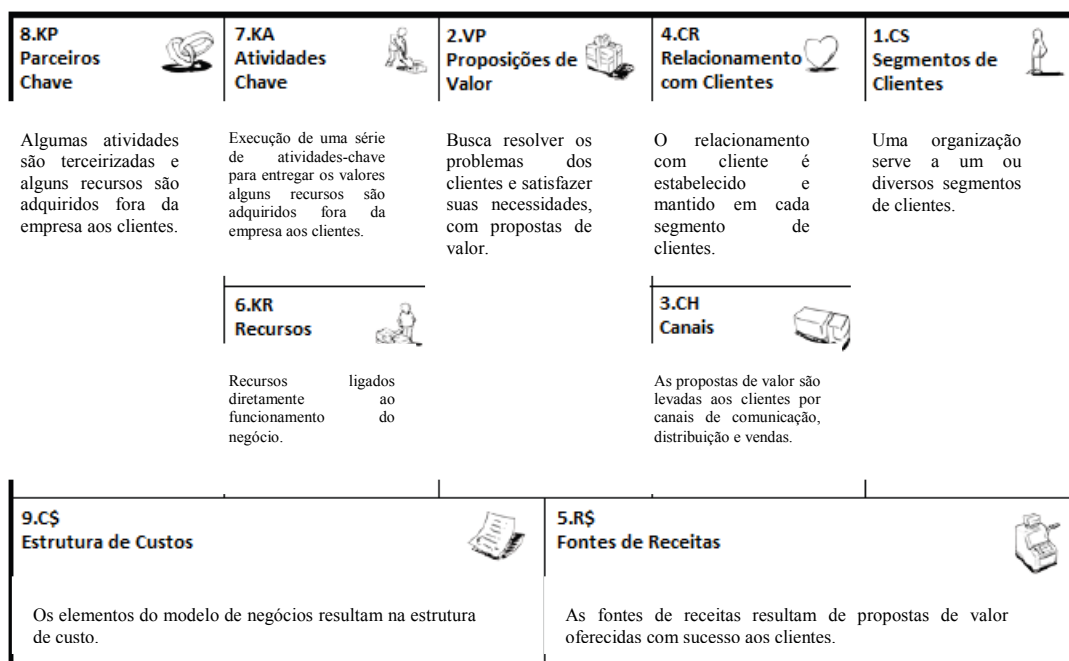 8.KP
Parceiros
Chave
7.KA
Atividades
Chave
2.VP
Proposições de
Valor
4.CR
Relacionamento
com Clientes
1.CS
Segmentos de
Clientes
Algumas atividades
são terceirizadas e
alguns recursos são
adquiridos fora da
empresa aos clientes.
Execução de uma série
de atividades-chave
para entregar os valores
alguns recursos são
adquiridos fora da
empresa aos clientes.
Busca resolver os
problemas dos
clientes e satisfazer
suas necessidades,
com propostas de
valor.
O relacionamento
com cliente é
estabelecido e
mantido em cada
segmento de
clientes.
Uma organização
serve a um ou
diversos segmentos
de clientes.
6.KR
Recursos
3.CH
Canais
Recursos ligados
diretamente ao
funcionamento do
negócio.
As propostas de valor são
levadas aos clientes por
canais de comunicação,
distribuição e vendas.
9.C$
Estrutura de Custos
5.R$
Fontes de Receitas
Os elementos do modelo de negócios resultam na estrutura
de custo.
As fontes de receitas resultam de propostas de valor
oferecidas com sucesso aos clientes.